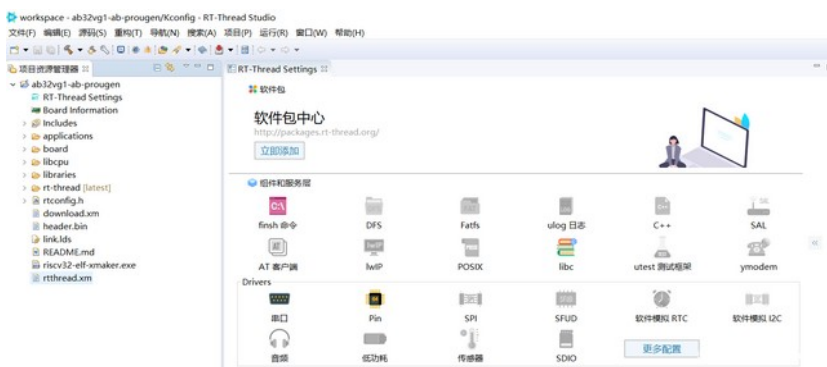 workspace - ab32vg1-ab-prougen/Kconfig - RT-Thread Studio
文件(F) 编辑(E) 源码(S) 重构(T) 导航(N) 搜索(A) 项目(P) 运行(R) 窗口(W) 帮助(H)
项目资源管理器
ab32vg1-ab-prougen
RT-Thread Settings
Board Information
Includes
applications
board
libcpu
libraries
rt-thread [latest]
rtconfig.h
download.xm
header.bin
link.lds
README.md
riscv32-elf-xmaker.exe
rtthread.xm
RT-Thread Settings
软件包
软件包中心
http://packages.rt-thread.org/
立即添加
组件和服务层
C:\
finsh 命令 DFS Fatfs ulog 日志 C++ SAL
AT 客户端 lwIP POSIX libc utest 测试框架 ymodem
Drivers
串口 Pin SPI SFUD 软件模拟 RTC 软件模拟 I2C
音频 低功耗 传感器 SDIO 更多配置